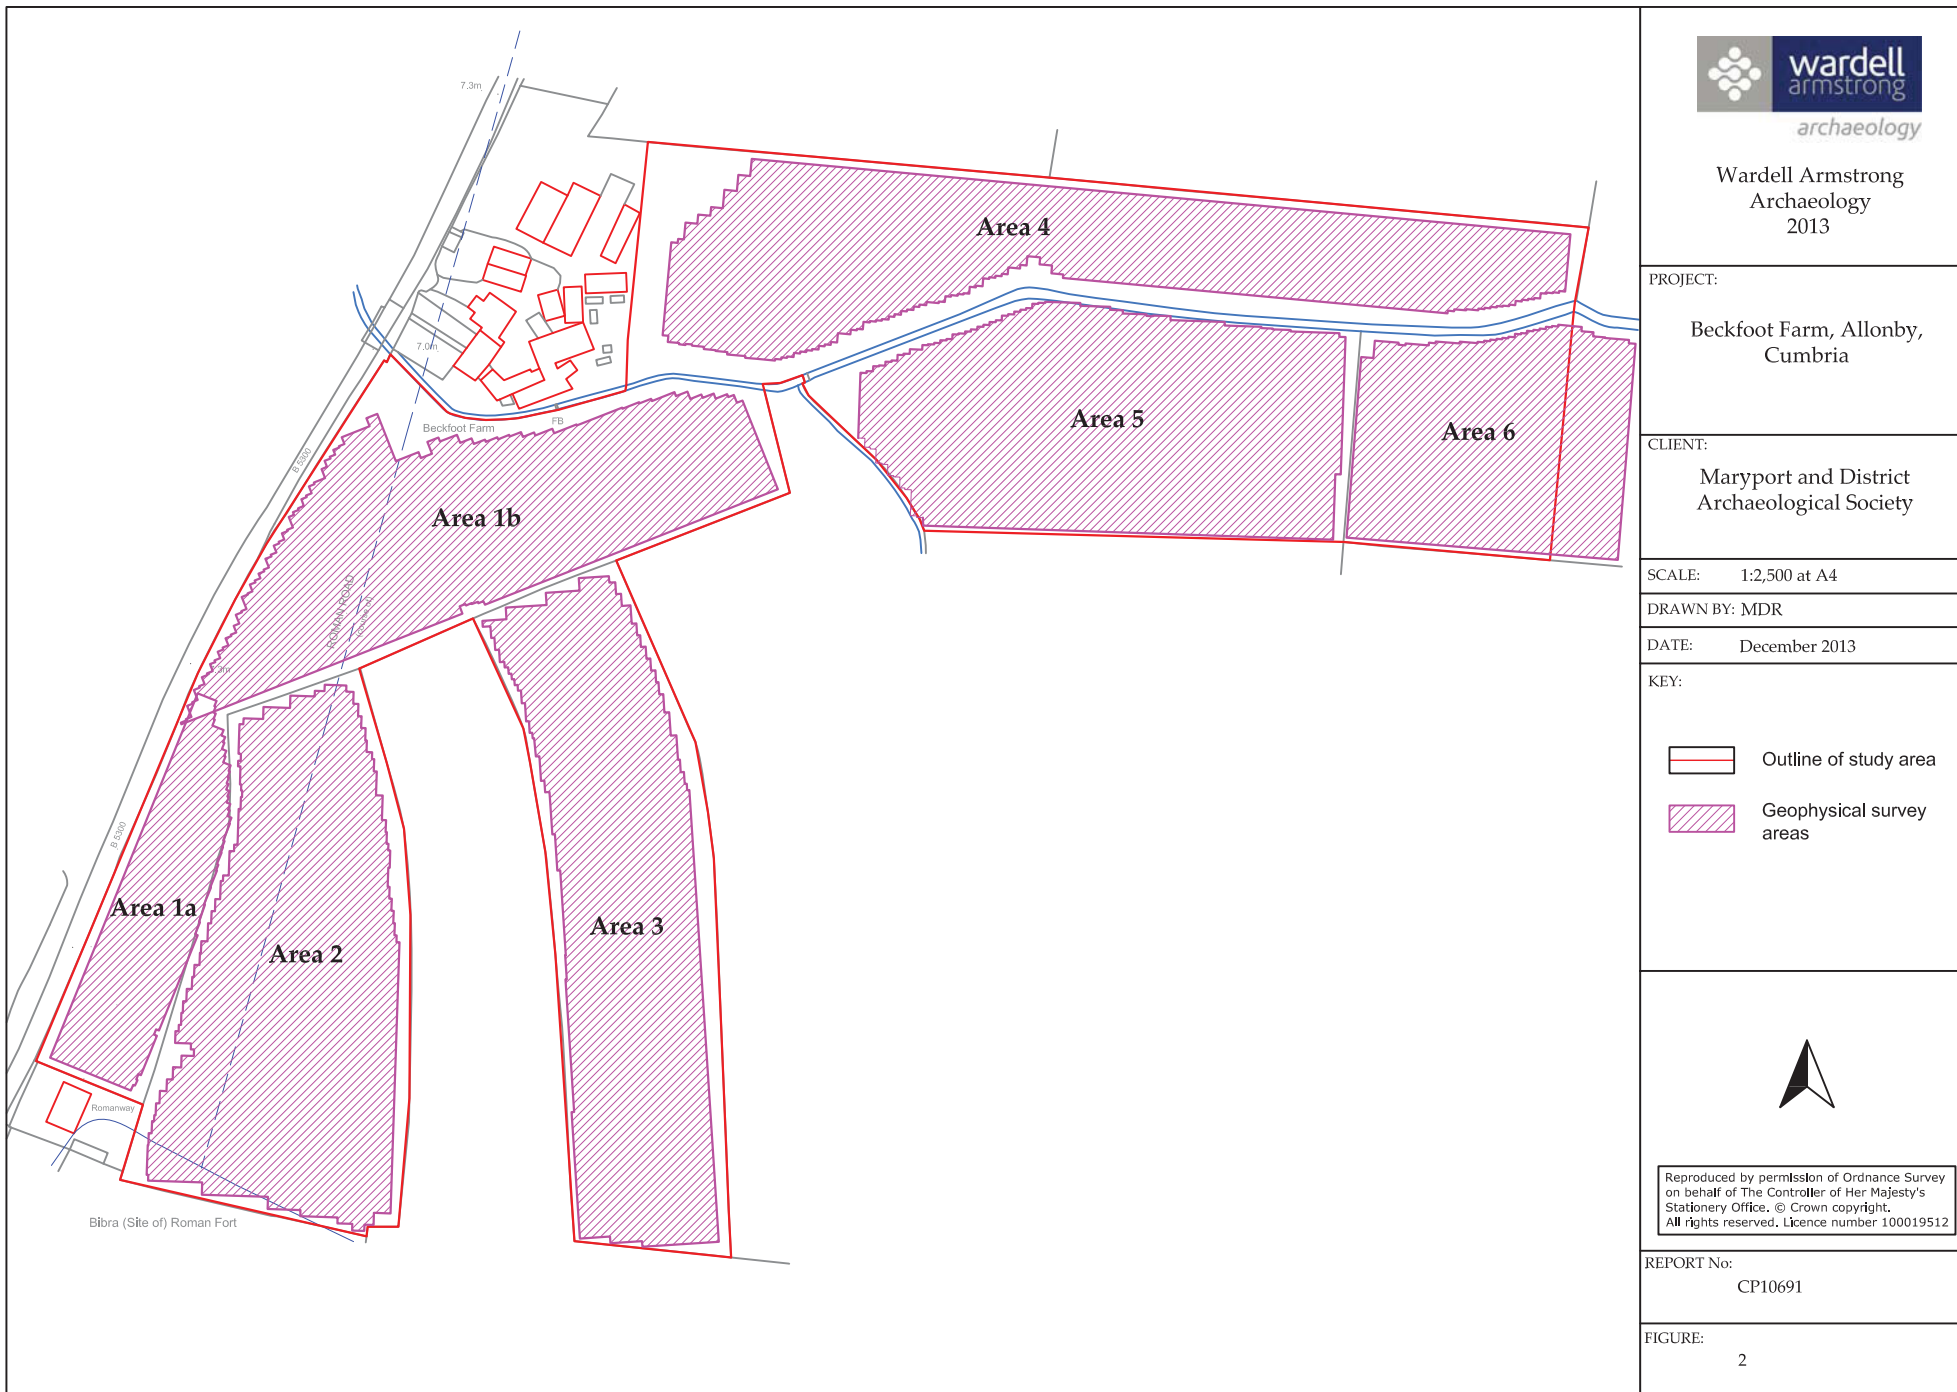 7.3m
Area 4
7.0m
Beckfoot Farm
FB
B 5300
Area 5
Area 6
Area 1b
ROMAN ROAD
(course of)
B 5300
Area 1a
Area 2
Area 3
Romanway
Bibra (Site of) Roman Fort
wardell
armstrong
archaeology
Wardell Armstrong
Archaeology
2013
PROJECT:
Beckfoot Farm, Allonby,
Cumbria
CLIENT:
Maryport and District
Archaeological Society
SCALE: 1:2,500 at A4
DRAWN BY: MDR
DATE: December 2013
KEY:
Outline of study area
Geophysical survey
areas
Reproduced by permission of Ordnance Survey
on behalf of The Controller of Her Majesty's
Stationery Office. © Crown copyright.
All rights reserved. Licence number 100019512
REPORT No:
CP10691
FIGURE:
2